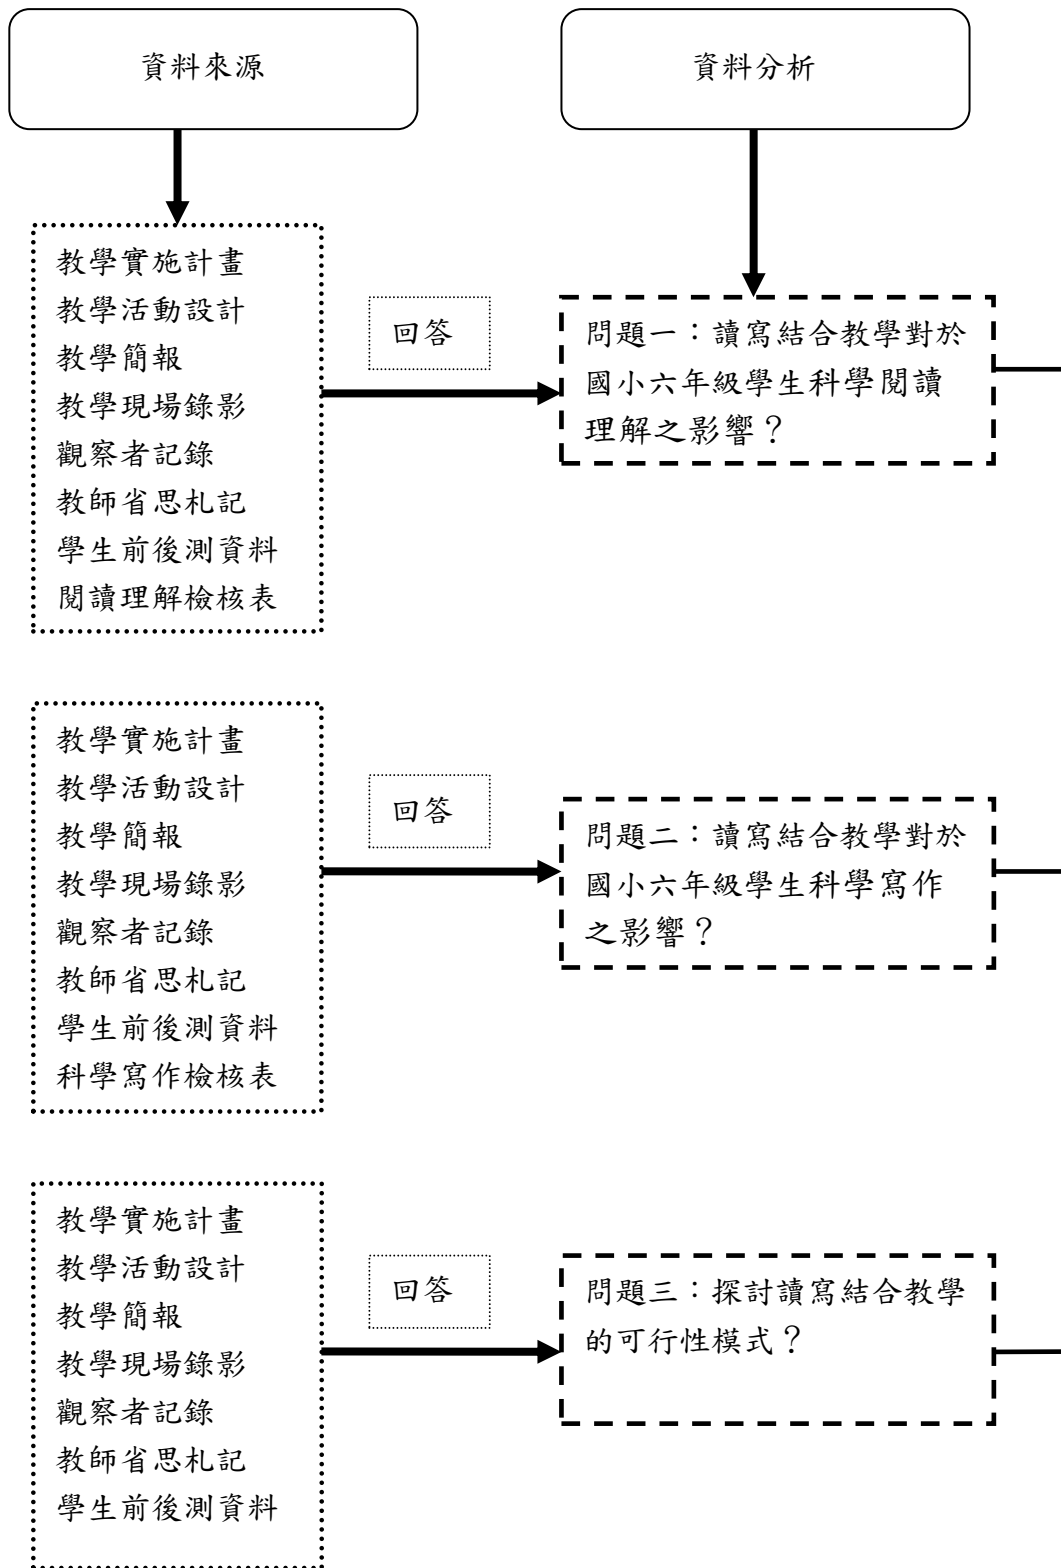 資料來源
資料分析
教學實施計畫
教學活動設計
教學簡報
教學現場錄影
觀察者記錄
教師省思札記
學生前後測資料
閱讀理解檢核表
回答
問題一：讀寫結合教學對於
國小六年級學生科學閱讀
理解之影響？
教學實施計畫
教學活動設計
教學簡報
教學現場錄影
觀察者記錄
教師省思札記
學生前後測資料
科學寫作檢核表
回答
問題二：讀寫結合教學對於
國小六年級學生科學寫作
之影響？
教學實施計畫
教學活動設計
教學簡報
教學現場錄影
觀察者記錄
教師省思札記
學生前後測資料
回答
問題三：探討讀寫結合教學
的可行性模式？